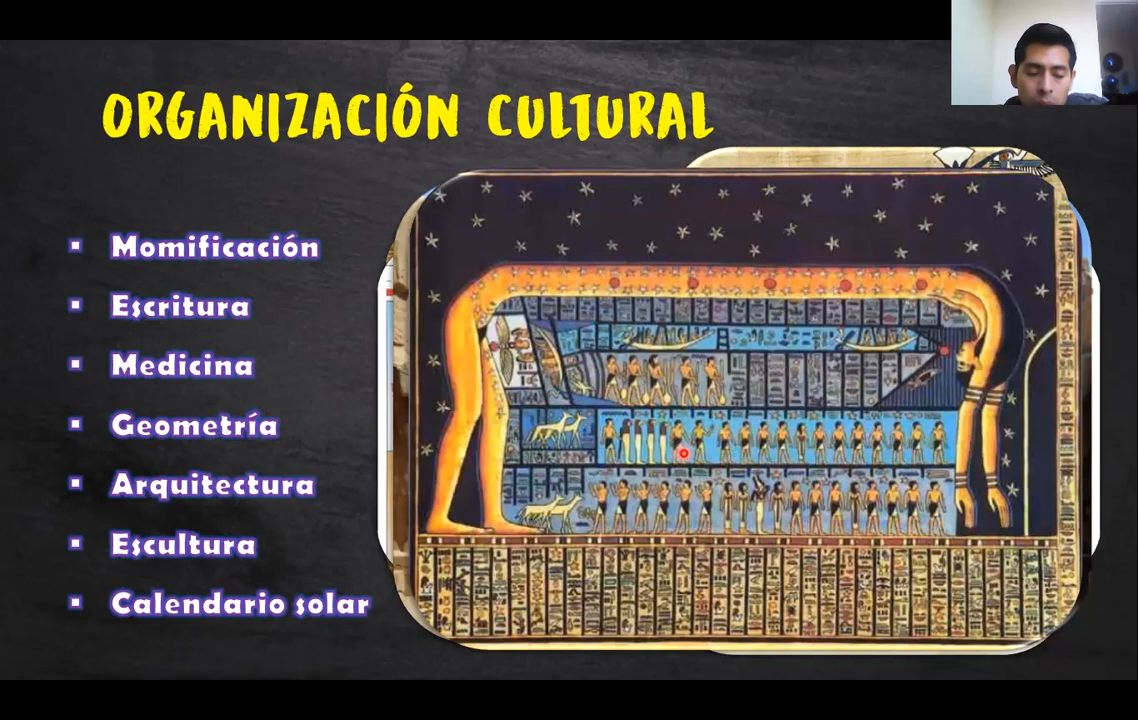 ORGANIZACIÓN CULTURAL
Momificación
Escritura
Medicina
Geometría
Arquitectura
Escultura
Calendario solar